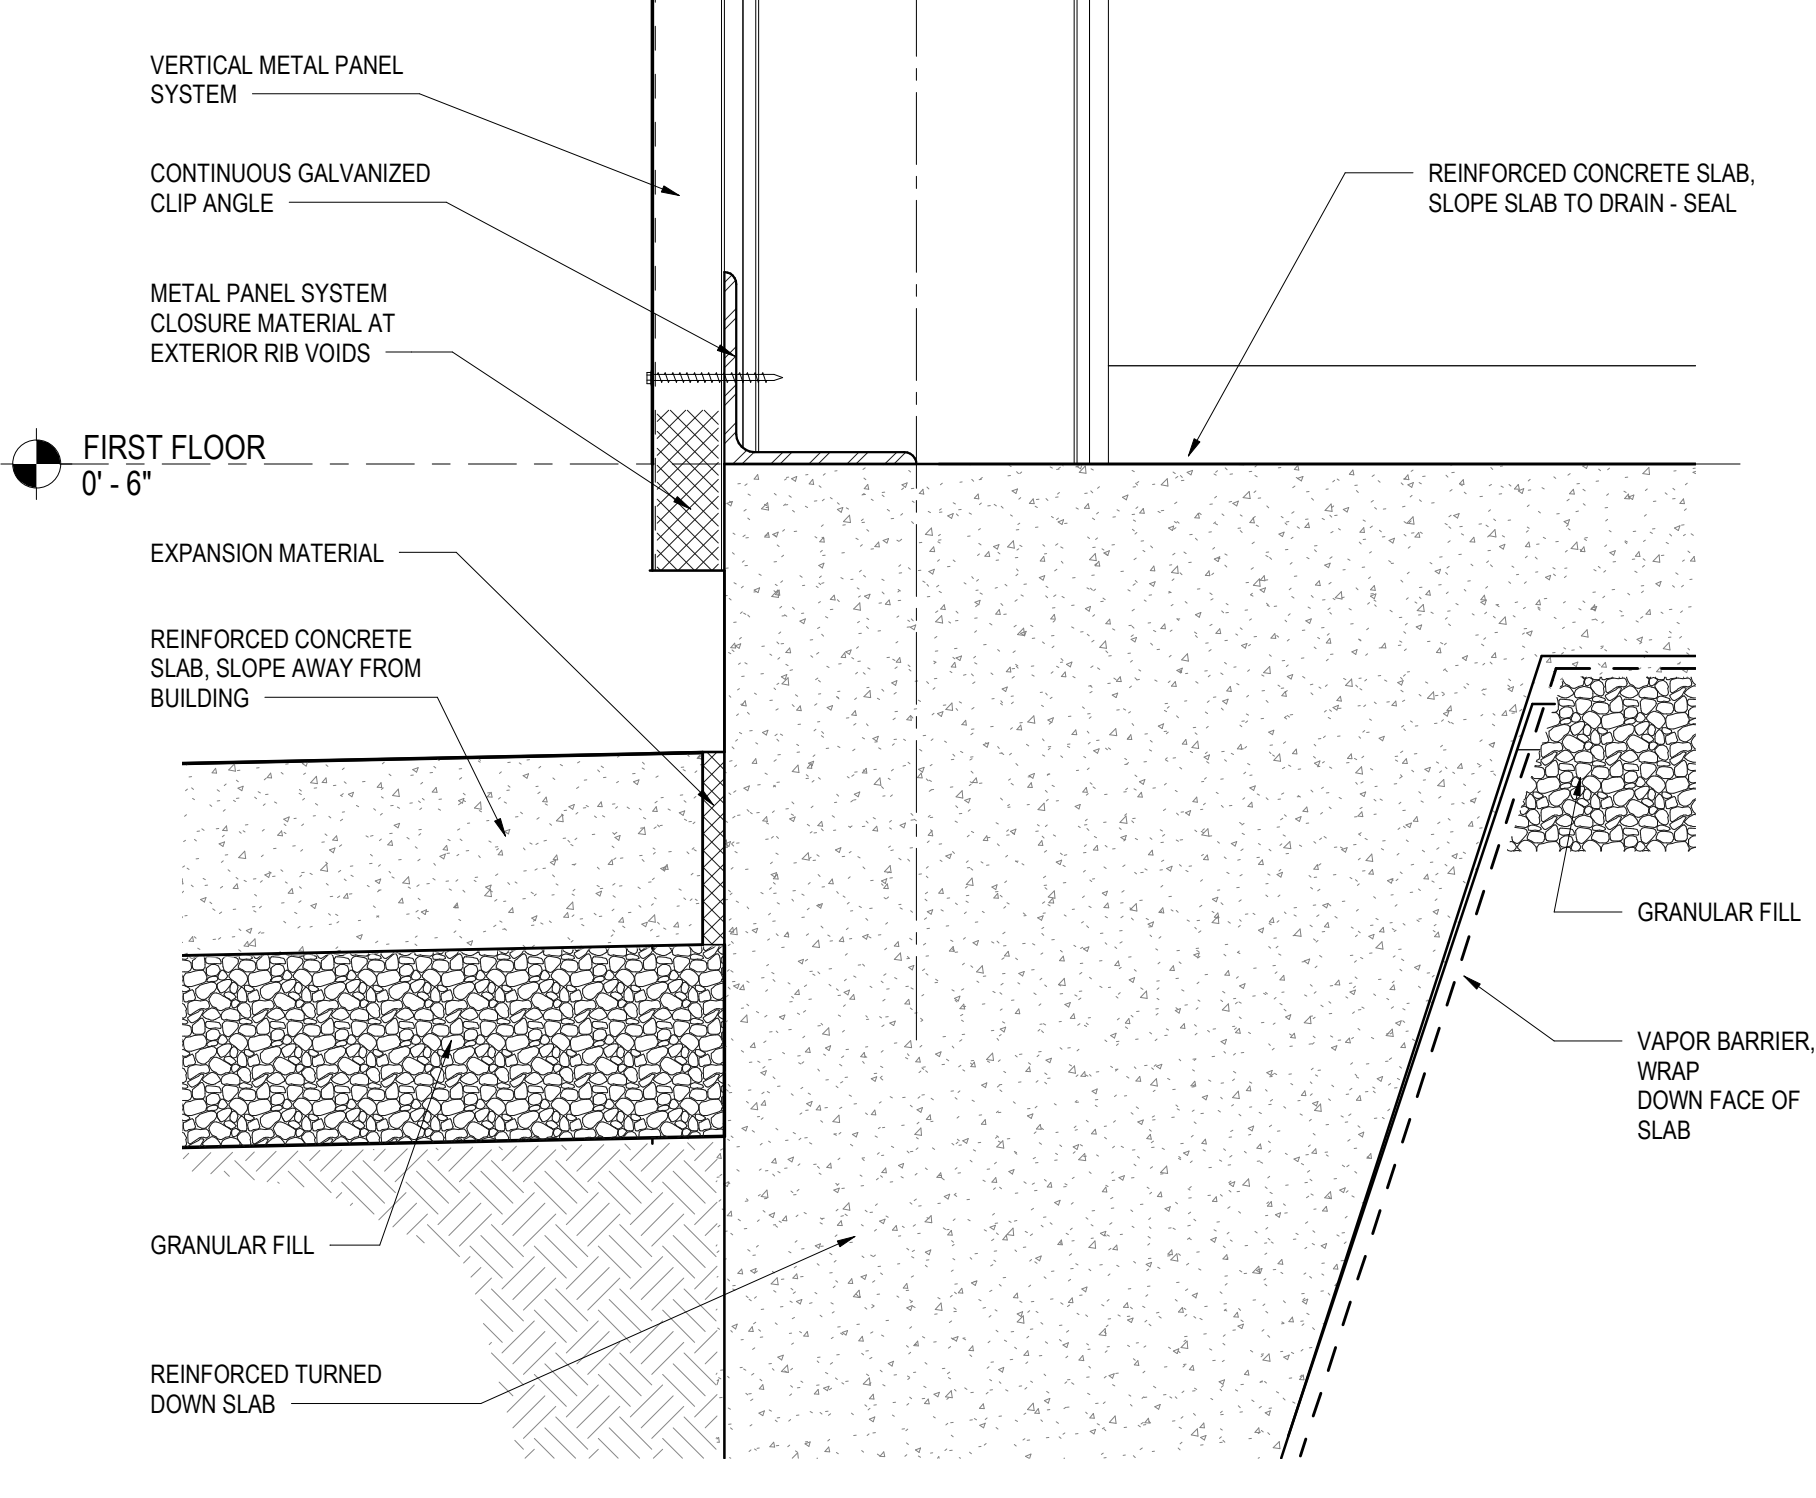 VERTICAL METAL PANEL
SYSTEM
CONTINUOUS GALVANIZED
CLIP ANGLE
METAL PANEL SYSTEM
CLOSURE MATERIAL AT
EXTERIOR RIB VOIDS
FIRST FLOOR
0' - 6"
EXPANSION MATERIAL
REINFORCED CONCRETE
SLAB, SLOPE AWAY FROM
BUILDING
GRANULAR FILL
REINFORCED TURNED
DOWN SLAB
REINFORCED CONCRETE SLAB,
SLOPE SLAB TO DRAIN - SEAL
GRANULAR FILL
VAPOR BARRIER,
WRAP
DOWN FACE OF
SLAB